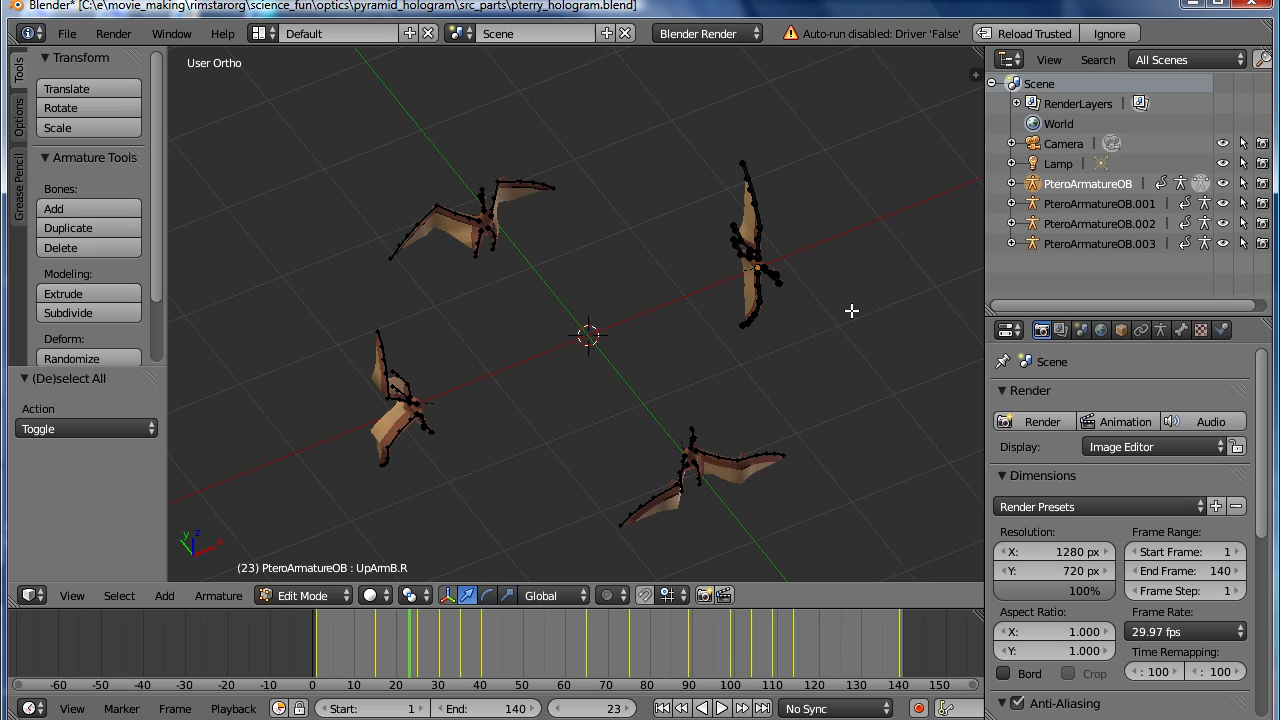 Blender* [C:\e\movie_making\rimstarorg\science_fun\optics\pyramid_hologram\src_parts\pterry_hologram.blend]
File Render Window Help Default Scene Blender Render Auto-run disabled: Driver 'False' Reload Trusted Ignore
Tools
Options
Grease Pencil
Transform
Translate
Rotate
Scale
Armature Tools
Bones:
Add
Duplicate
Delete
Modeling:
Extrude
Subdivide
Deform:
Randomize
(De)select All
Action
Toggle
User Ortho
y z x
(23) PteroArmatureOB : UpArmB.R
View Select Add Armature Edit Mode Global
View Search All Scenes
Scene
RenderLayers
World
Camera
Lamp
PteroArmatureOB
PteroArmatureOB.001
PteroArmatureOB.002
PteroArmatureOB.003
Scene
Render
Render Animation Audio
Display: Image Editor
Dimensions
Render Presets
Resolution: Frame Range:
X: 1280 px Start Frame: 1
Y: 720 px End Frame: 140
100% Frame Step: 1
Aspect Ratio: Frame Rate:
X: 1.000 29.97 fps
Y: 1.000 Time Remapping:
Bord Crop : 100 : 100
Anti-Aliasing
-60 -50 -40 -30 -20 -10 0 10 20 30 40 50 60 70 80 90 100 110 120 130 140 150
View Marker Frame Playback Start: 1 End: 140 23 No Sync